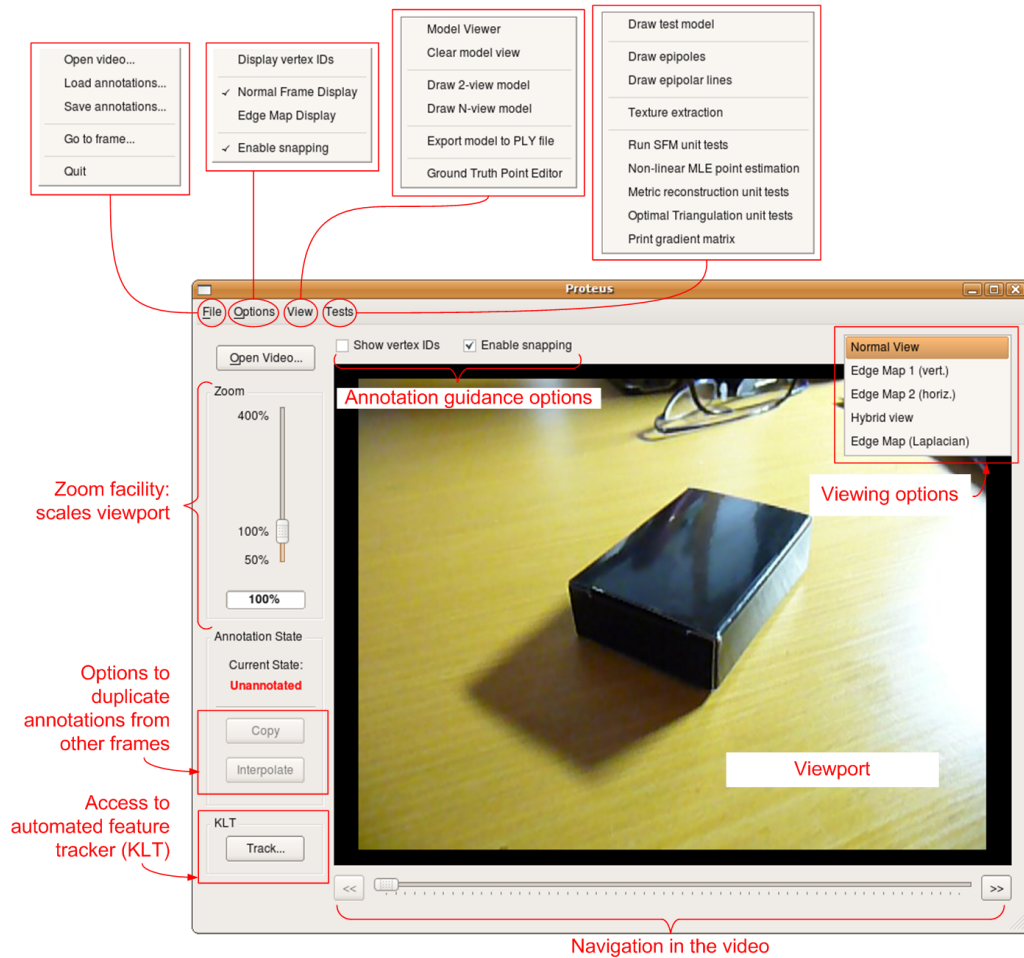 Open video...
Load annotations...
Save annotations...
Go to frame...
Quit
Display vertex IDs
✓ Normal Frame Display
Edge Map Display
✓ Enable snapping
Model Viewer
Clear model view
Draw 2-view model
Draw N-view model
Export model to PLY file
Ground Truth Point Editor
Draw test model
Draw epipoles
Draw epipolar lines
Texture extraction
Run SFM unit tests
Non-linear MLE point estimation
Metric reconstruction unit tests
Optimal Triangulation unit tests
Print gradient matrix
Proteus
File Options View Tests
Open Video...
Show vertex IDs Enable snapping
Annotation guidance options
Normal View
Edge Map 1 (vert.)
Edge Map 2 (horiz.)
Hybrid view
Edge Map (Laplacian)
Viewing options
Zoom
400%
100%
50%
100%
Zoom facility:
scales viewport
Annotation State
Current State:
Unannotated
Copy
Interpolate
Options to
duplicate
annotations from
other frames
KLT
Track...
Access to
automated feature
tracker (KLT)
Viewport
<< >>
Navigation in the video